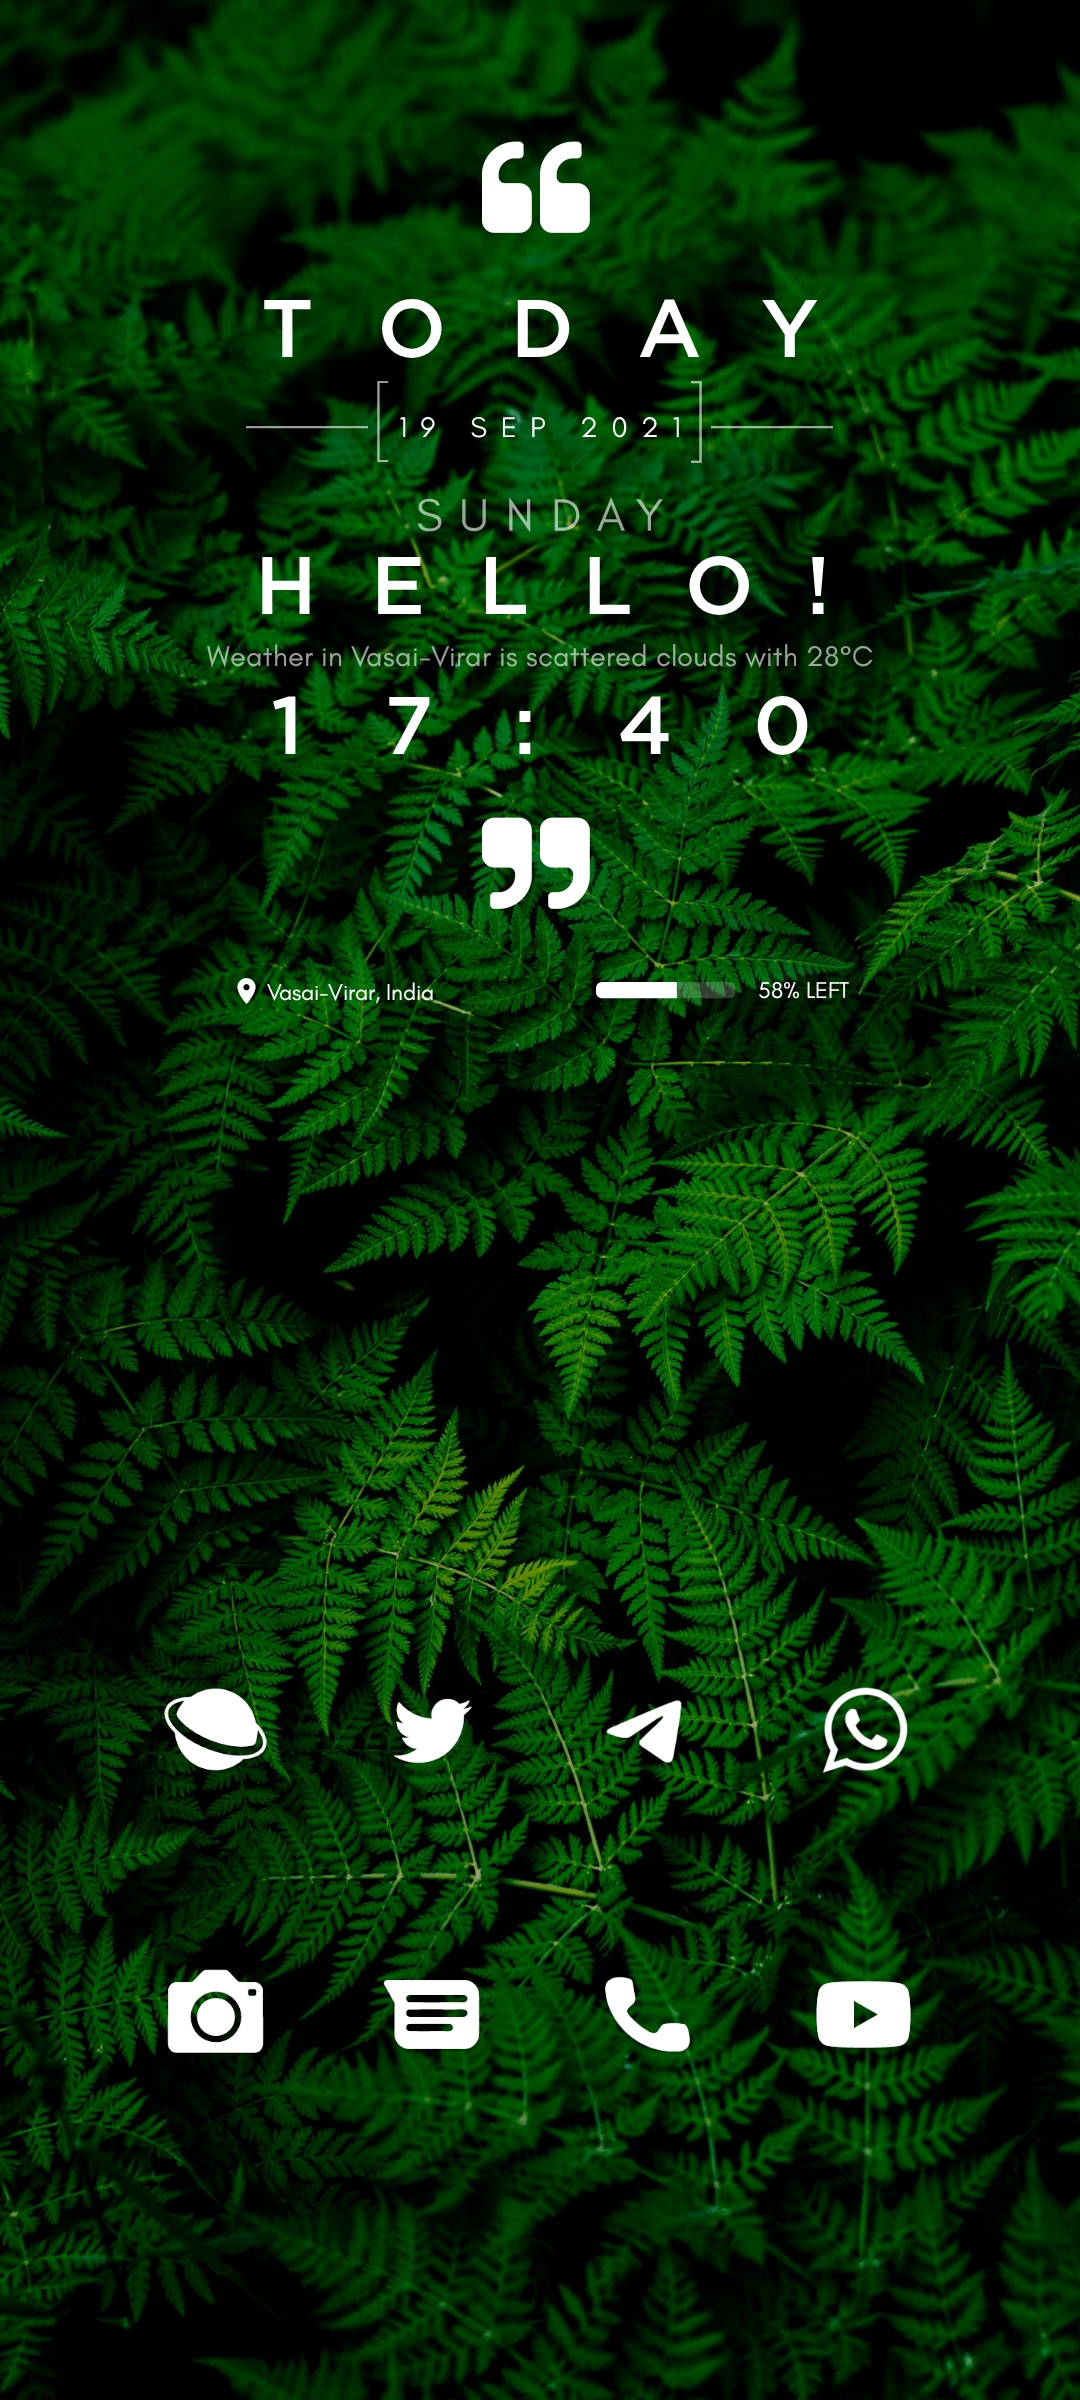 TODAY
19 SEP 2021
SUNDAY
HELLO!
Weather in Vasai-Virar is scattered clouds with 28°C
17:40
Vasai-Virar, India
58% LEFT